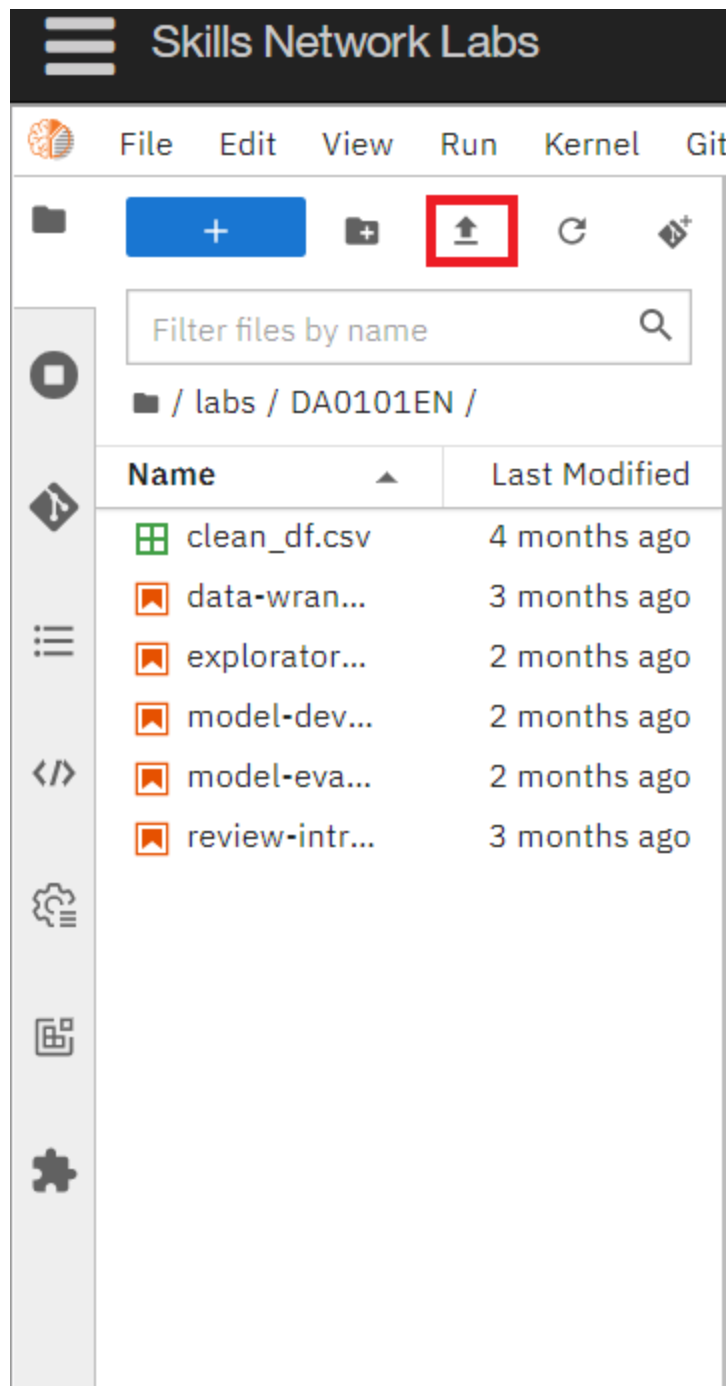 Skills Network Labs
File Edit View Run Kernel Git
+
Filter files by name
/ labs / DA0101EN /
Name Last Modified
clean_df.csv 4 months ago
data-wran... 3 months ago
explorator... 2 months ago
model-dev... 2 months ago
model-eva... 2 months ago
review-intr... 3 months ago